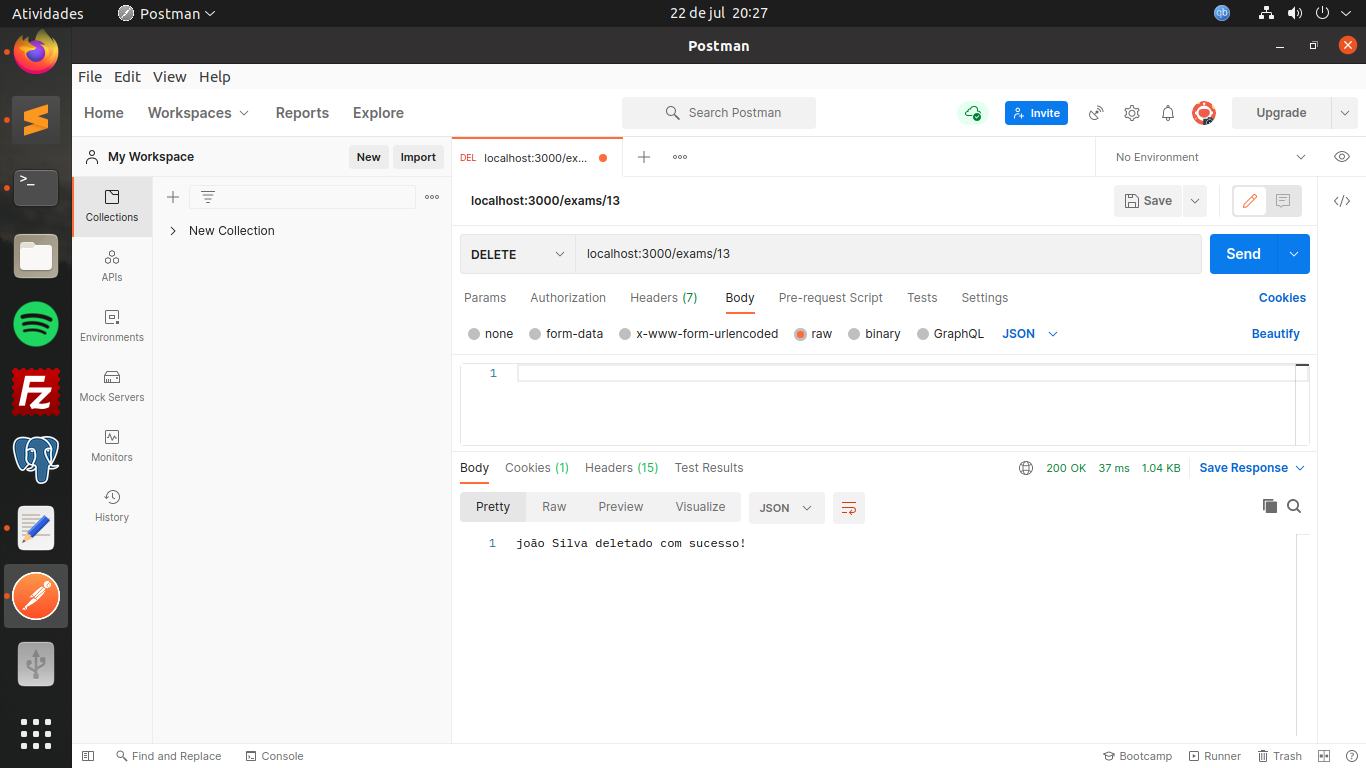 Atividades Postman 22 de jul 20:27 qb
Postman
File Edit View Help
Home Workspaces Reports Explore Search Postman Invite Upgrade
My Workspace New Import DEL localhost:3000/ex... No Environment
localhost:3000/exams/13 Save
Collections
New Collection
DELETE localhost:3000/exams/13 Send
APIs
Params Authorization Headers (7) Body Pre-request Script Tests Settings Cookies
Environments
none form-data x-www-form-urlencoded raw binary GraphQL JSON Beautify
1
Mock Servers
Monitors
Body Cookies (1) Headers (15) Test Results 200 OK 37 ms 1.04 KB Save Response
History
Pretty Raw Preview Visualize JSON
1 joão Silva deletado com sucesso!
Fz
>_
Find and Replace Console Bootcamp Runner Trash